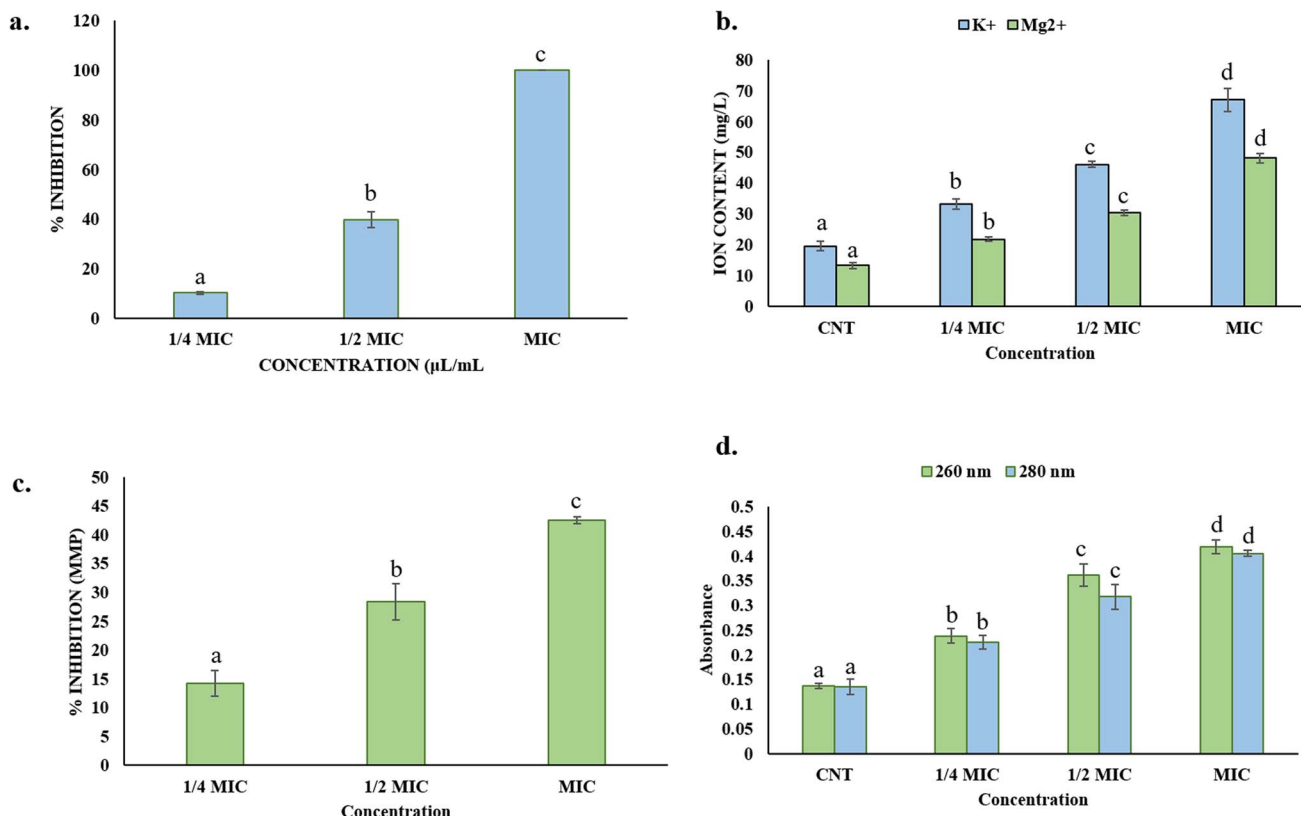 a.
120
100
80
60
40
20
0
% INHIBITION
a
b
c
1/4 MIC 1/2 MIC MIC
CONCENTRATION (µL/mL
b.
K+ Mg2+
80
70
60
50
40
30
20
10
0
ION CONTENT (mg/L)
a a b b c c d d
CNT 1/4 MIC 1/2 MIC MIC
Concentration
c.
50
45
40
35
30
25
20
15
10
5
0
% INHIBITION (MMP)
a
b
c
1/4 MIC 1/2 MIC MIC
Concentration
d.
260 nm 280 nm
0.5
0.45
0.4
0.35
0.3
0.25
0.2
0.15
0.1
0.05
0
Absorbance
a a b b c c d d
CNT 1/4 MIC 1/2 MIC MIC
Concentration